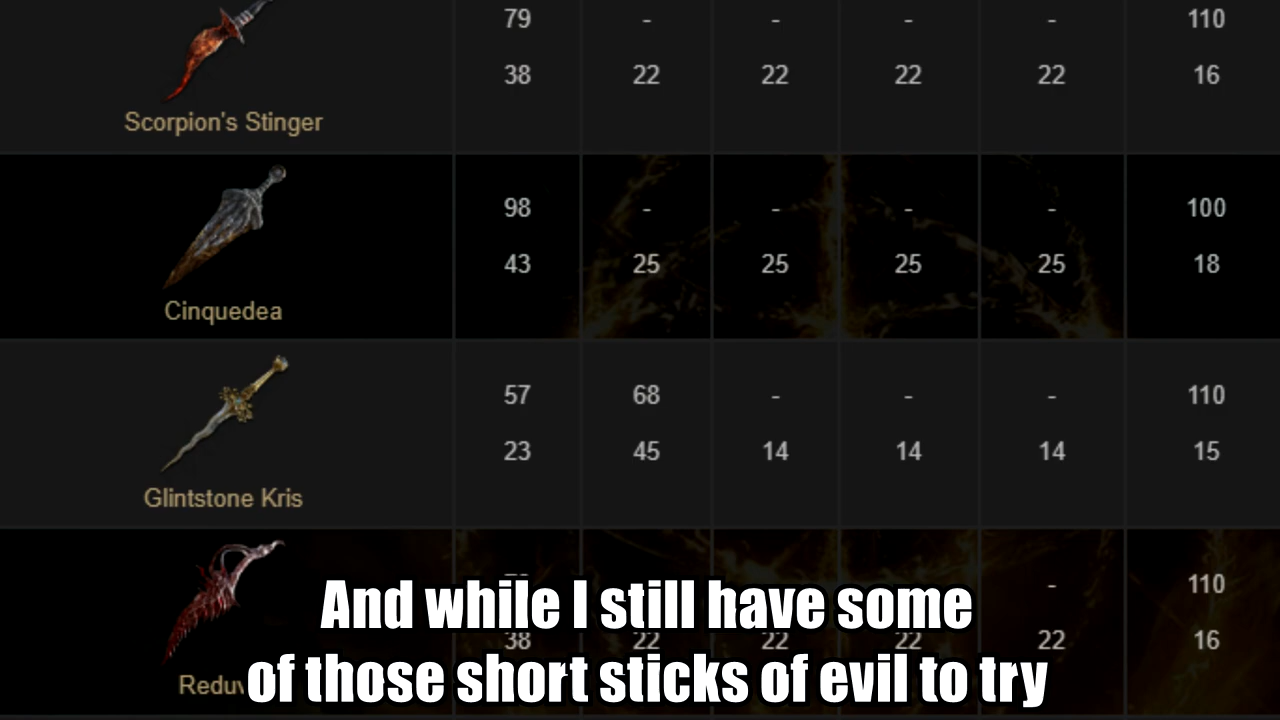 79 - - - - 110
38 22 22 22 22 16
Scorpion's Stinger
98 - - - - 100
43 25 25 25 25 18
Cinquedea
57 68 - - - 110
23 45 14 14 14 15
Glintstone Kris
- 110
And while I still have some
38 22 22 22 22 16
of those short sticks of evil to try